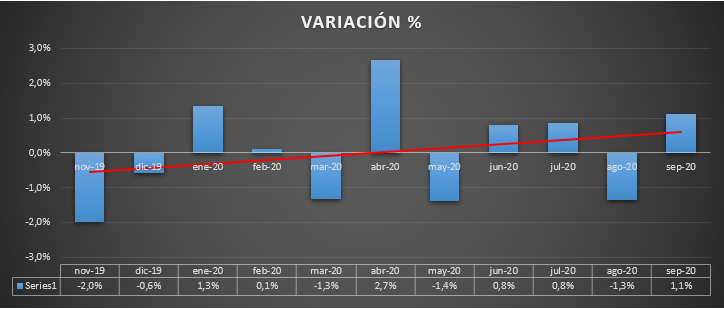 VARIACIÓN %
3,0%
2,0%
1,0%
0,0%
-1,0%
-2,0%
-3,0%
nov-19 dic-19 ene-20 feb-20 mar-20 abr-20 may-20 jun-20 jul-20 ago-20 sep-20
nov-19 dic-19 ene-20 feb-20 mar-20 abr-20 may-20 jun-20 jul-20 ago-20 sep-20
Series1 -2,0% -0,6% 1,3% 0,1% -1,3% 2,7% -1,4% 0,8% 0,8% -1,3% 1,1%